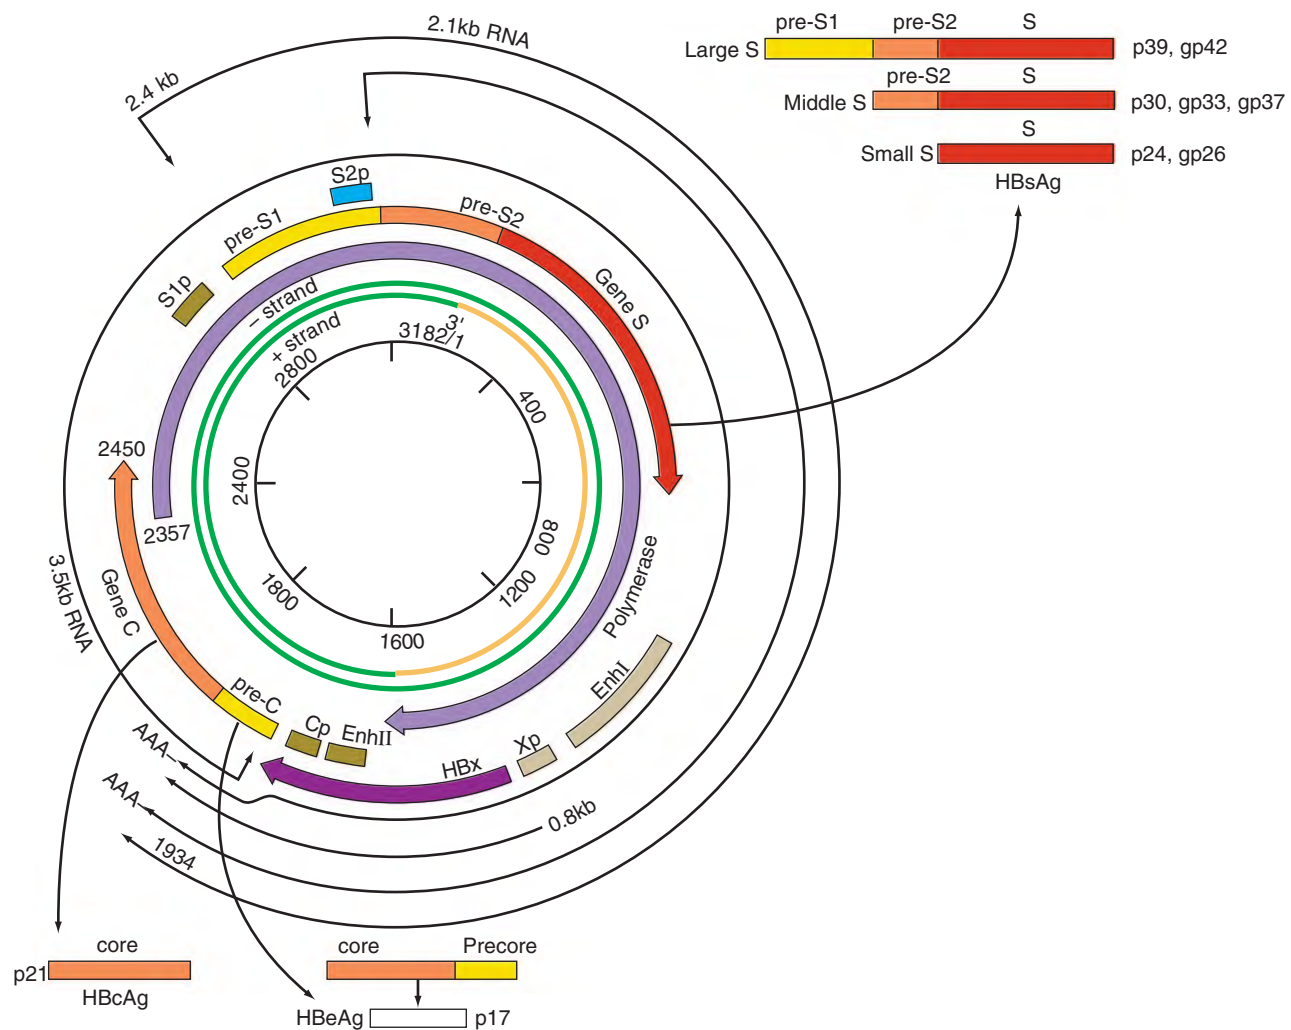 2.1kb RNA
2.4 kb
pre-S1 pre-S2 S
Large S p39, gp42
pre-S2 S
Middle S p30, gp33, gp37
S
Small S p24, gp26
HBsAg
S2p
pre-S1
pre-S2
S1p
Gene S
– strand
+ strand
3'
3182/1
2800
400
2450
2400
2357
800
3.5kb RNA
Gene C
1800
1200
1600
Polymerase
pre-C
EnhI
Cp
EnhII
Xp
HBx
AAA
AAA
0.8kb
1934
core
p21
HBcAg
core Precore
HBeAg p17